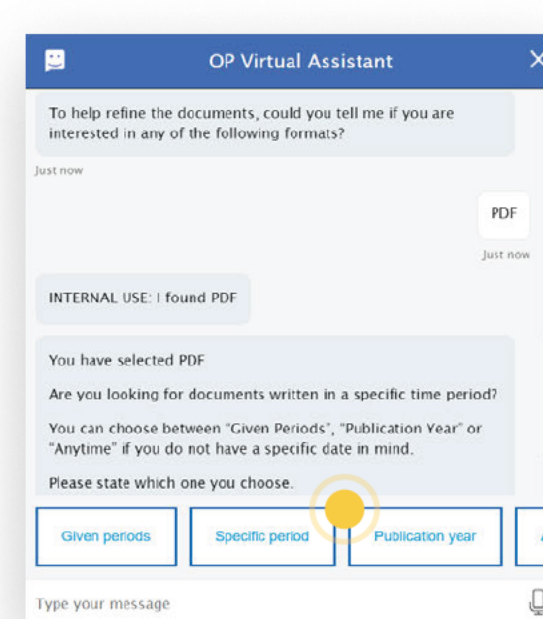 OP Virtual Assistant
To help refine the documents, could you tell me if you are
interested in any of the following formats?
Just now
PDF
Just now
INTERNAL USE: I found PDF
You have selected PDF
Are you looking for documents written in a specific time period?
You can choose between "Given Periods", "Publication Year" or
"Anytime" if you do not have a specific date in mind.
Please state which one you choose.
Given periods
Specific period
Publication year
Type your message